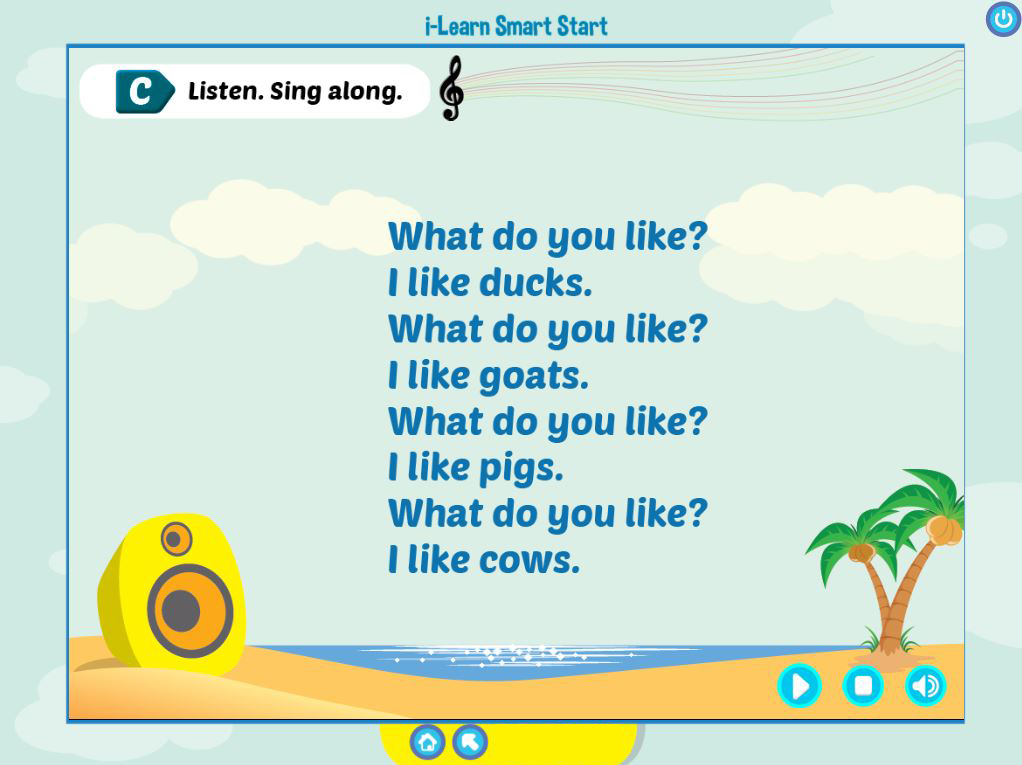 i-Learn Smart Start
C Listen. Sing along.
What do you like?
I like ducks.
What do you like?
I like goats.
What do you like?
I like pigs.
What do you like?
I like cows.